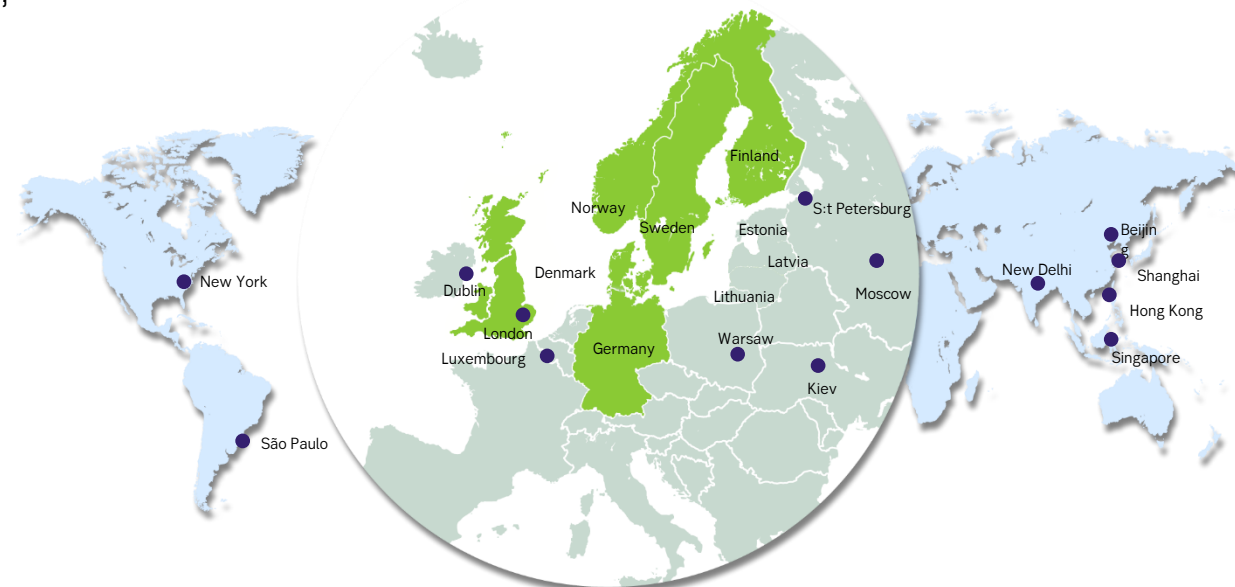 Finland
Norway
S:t Petersburg
Sweden
Estonia
Beijin
g
Latvia
New Delhi
Denmark
Shanghai
New York
Dublin
Lithuania
Moscow
Hong Kong
London
Warsaw
Germany
Luxembourg
Singapore
Kiev
São Paulo